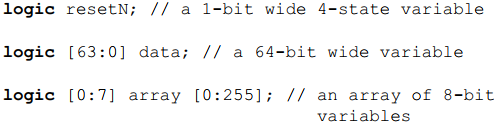 logic resetN; // a 1-bit wide 4-state variable
logic [63:0] data; // a 64-bit wide variable
logic [0:7] array [0:255]; // an array of 8-bit
variables